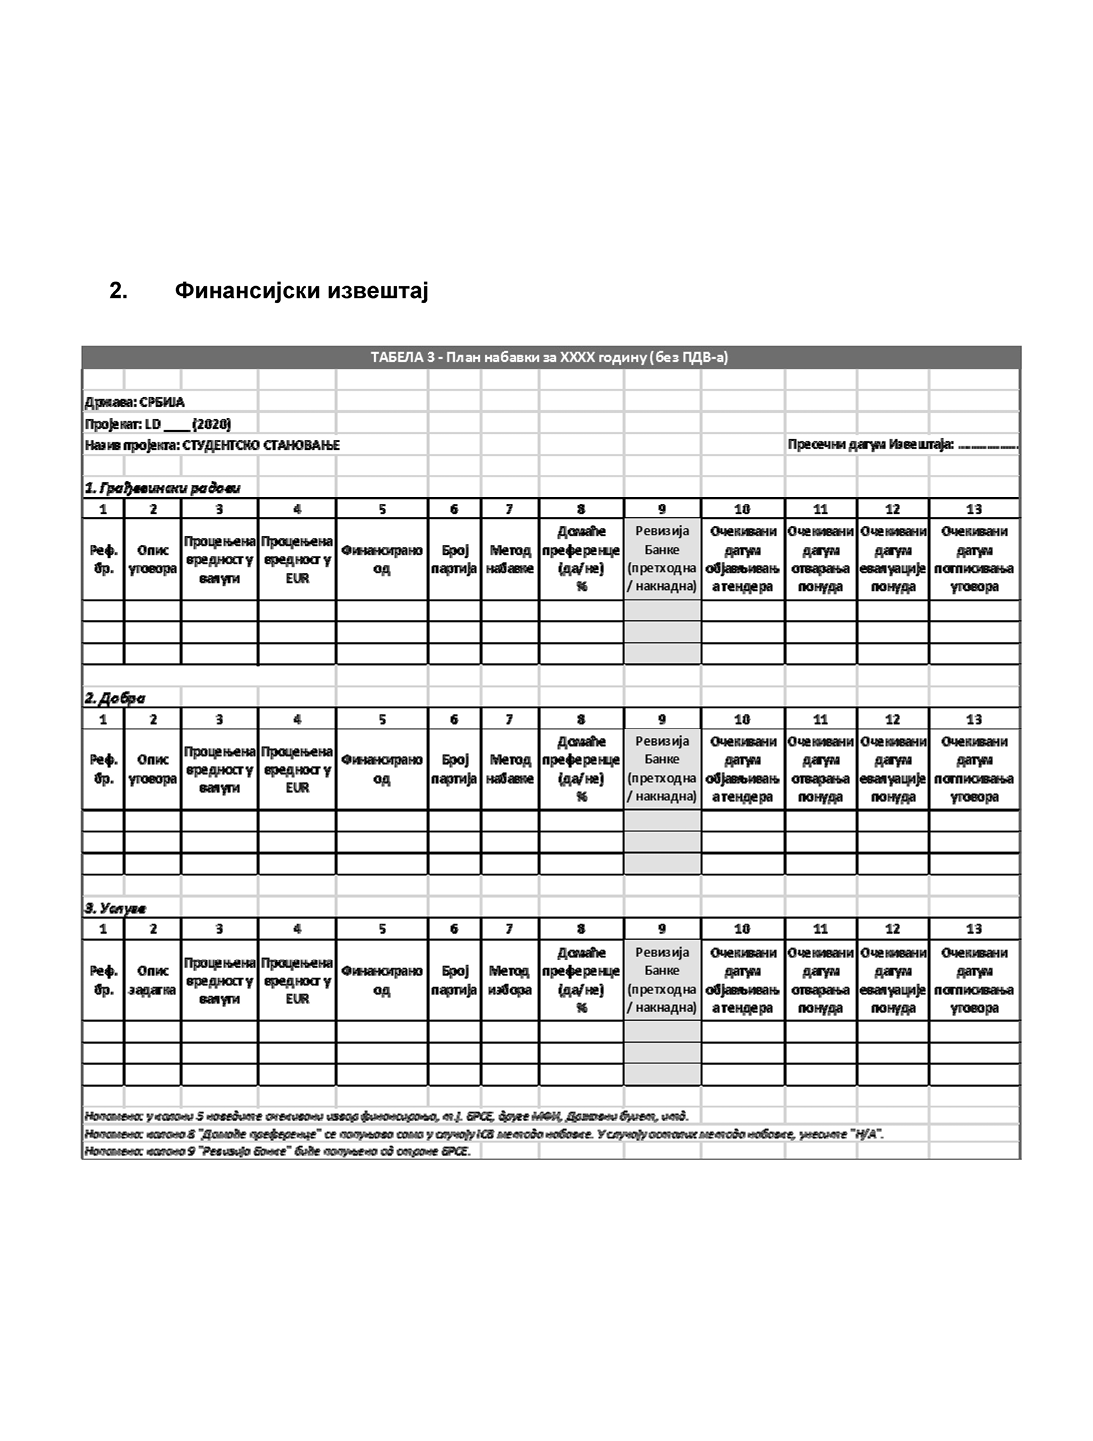 2. Финансијски извештај
ТАБЕЛА 3 - План набавки за XXXX годину (без ПДВ-а)
Држава: СРБИЈА
Пројекат: LD ____ (2020)
Назив пројекта: СТУДЕНТСКО СТАНОВАЊЕ Пресечни датум Извештаја: ....................
1. Грађевински радови
1 2 3 4 5 6 7 8 9 10 11 12 13
Реф. бр. Опис уговора Процењена вредност у валути Процењена вредност у EUR Финансирано од Број партија Метод набавке Домаће преференце (да/не) % Ревизија Банке (претходна / накнадна) Очекивани датум објављивањ а тендера Очекивани датум отварања понуда Очекивани датум евалуације понуда Очекивани датум потписивања уговора
2. Добра
1 2 3 4 5 6 7 8 9 10 11 12 13
Реф. бр. Опис уговора Процењена вредност у валути Процењена вредност у EUR Финансирано од Број партија Метод набавке Домаће преференце (да/не) % Ревизија Банке (претходна / накнадна) Очекивани датум објављивањ а тендера Очекивани датум отварања понуда Очекивани датум евалуације понуда Очекивани датум потписивања уговора
3. Услуге
1 2 3 4 5 6 7 8 9 10 11 12 13
Реф. бр. Опис задатка Процењена вредност у валути Процењена вредност у EUR Финансирано од Број партија Метод избора Домаће преференце (да/не) % Ревизија Банке (претходна / накнадна) Очекивани датум објављивањ а тендера Очекивани датум отварања понуда Очекивани датум евалуације понуда Очекивани датум потписивања уговора
Напомена: у колони 5 наведите очекивани извор финансирања, т.ј. БРСЕ, друге МФИ, Државни буџет, итд.
Напомена: колона 8 "Домаће преференце" се попуњава само у случају ICB метода набавке. У случају осталих метода набавке, унесите "Н/А".
Напомена: колона 9 "Ревизија Банке" биће попуњена од стране БРСЕ.